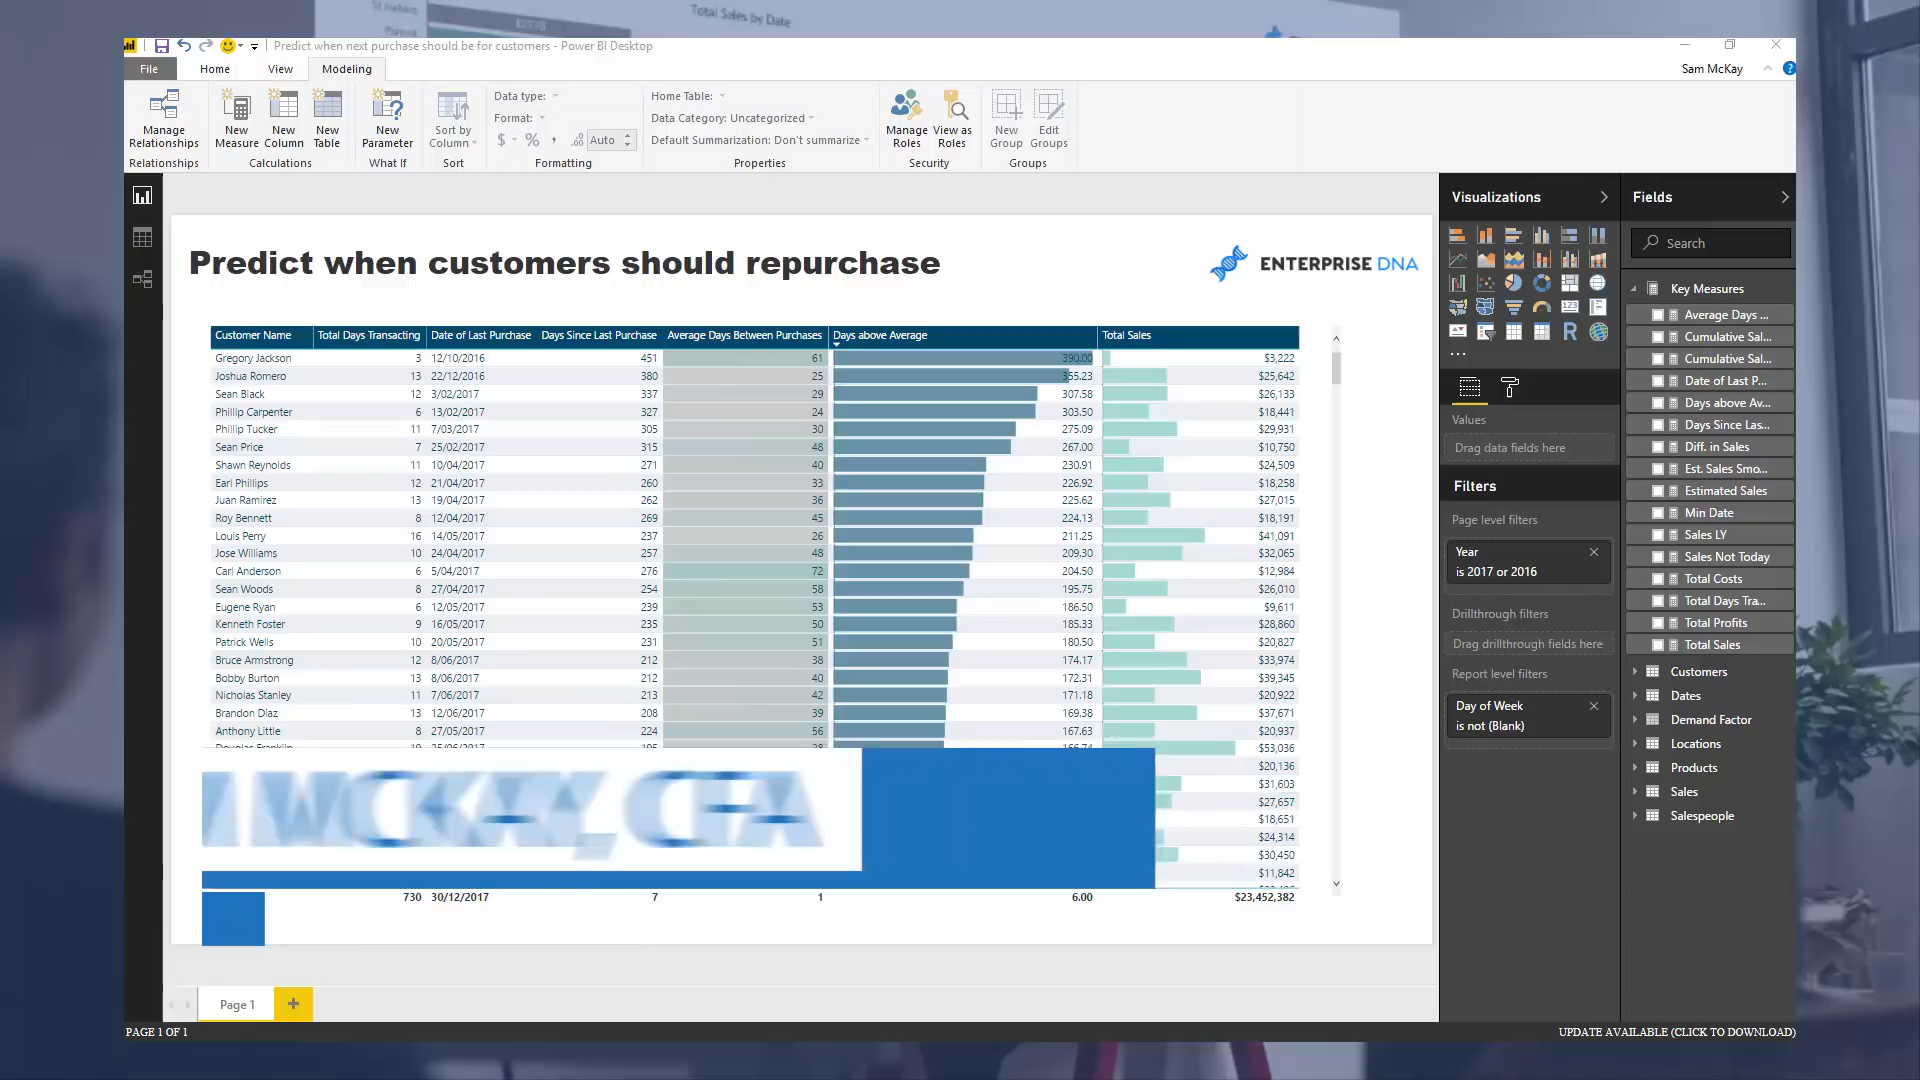 Total Sales by Date
Predict when next purchase should be for customers - Power BI Desktop
File Home View Modeling
Sam McKay
Manage Relationships
New Measure
New Column
New Table
New Parameter
Sort by Column
Data type:
Format:
$ % , .00 Auto
Home Table:
Data Category: Uncategorized
Default Summarization: Don't summarize
Manage Roles
View as Roles
New Group
Edit Groups
Relationships Calculations What If Sort Formatting Properties Security Groups
Predict when customers should repurchase
ENTERPRISE DNA
Customer Name Total Days Transacting Date of Last Purchase Days Since Last Purchase Average Days Between Purchases Days above Average Total Sales
Gregory Jackson 3 12/10/2016 451 61 390.00 $3,222
Joshua Romero 13 22/12/2016 380 25 355.23 $25,642
Sean Black 12 3/02/2017 337 29 307.58 $26,133
Phillip Carpenter 6 13/02/2017 327 24 303.50 $18,441
Phillip Tucker 11 7/03/2017 305 30 275.09 $29,931
Sean Price 7 25/02/2017 315 48 267.00 $10,750
Shawn Reynolds 11 10/04/2017 271 40 230.91 $24,509
Earl Phillips 12 21/04/2017 260 33 226.92 $18,258
Juan Ramirez 13 19/04/2017 262 36 225.62 $27,015
Roy Bennett 8 12/04/2017 269 45 224.13 $18,191
Louis Perry 16 14/05/2017 237 26 211.25 $41,091
Jose Williams 10 24/04/2017 257 48 209.30 $32,065
Carl Anderson 6 5/04/2017 276 72 204.50 $12,984
Sean Woods 8 27/04/2017 254 58 195.75 $26,010
Eugene Ryan 6 12/05/2017 239 53 186.50 $9,611
Kenneth Foster 9 16/05/2017 235 50 185.33 $28,860
Patrick Wells 10 20/05/2017 231 51 180.50 $20,827
Bruce Armstrong 12 8/06/2017 212 38 174.17 $33,974
Bobby Burton 13 8/06/2017 212 40 172.31 $39,345
Nicholas Stanley 11 7/06/2017 213 42 171.18 $20,922
Brandon Diaz 13 12/06/2017 208 39 169.38 $37,671
Anthony Little 8 27/05/2017 224 56 167.63 $20,937
$53,036
$20,136
$31,603
$27,657
$18,651
$24,314
$30,450
$11,842
MCKAY, CFA
730 30/12/2017 7 1 6.00 $23,452,382
Page 1
PAGE 1 OF 1
UPDATE AVAILABLE (CLICK TO DOWNLOAD)
Visualizations
Values
Drag data fields here
Filters
Page level filters
Year
is 2017 or 2016
Drillthrough filters
Drag drillthrough fields here
Report level filters
Day of Week
is not (Blank)
Fields
Search
Key Measures
Average Days ...
Cumulative Sal...
Cumulative Sal...
Date of Last P...
Days above Av...
Days Since Las...
Diff. in Sales
Est. Sales Smo...
Estimated Sales
Min Date
Sales LY
Sales Not Today
Total Costs
Total Days Tra...
Total Profits
Total Sales
Customers
Dates
Demand Factor
Locations
Products
Sales
Salespeople